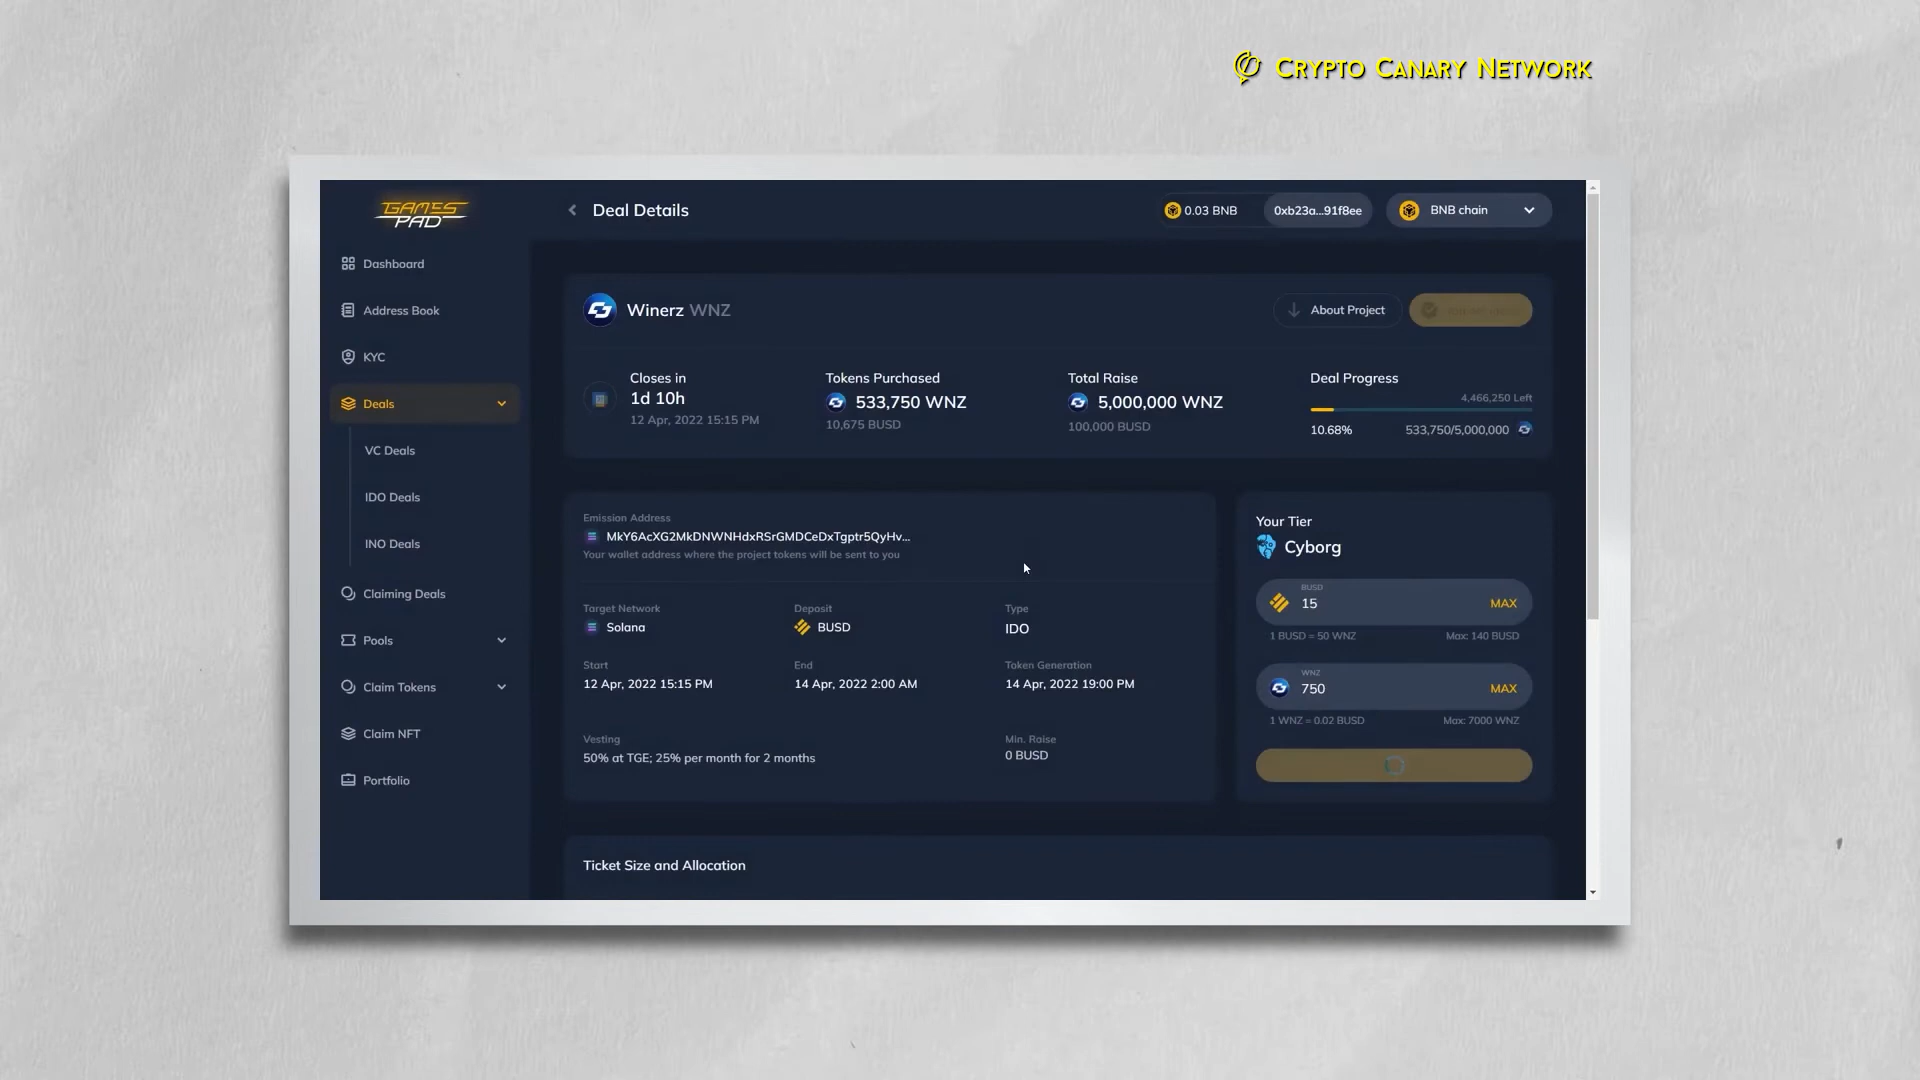 CRYPTO CANARY NETWORK
GAMES
PAD
Deal Details
0.03 BNB
0xb23a...91f8ee
BNB chain
Dashboard
Address Book
KYC
Deals
VC Deals
IDO Deals
INO Deals
Claiming Deals
Pools
Claim Tokens
Claim NFT
Portfolio
Winerz WNZ
About Project
Closes in
1d 10h
12 Apr, 2022 15:15 PM
Tokens Purchased
533,750 WNZ
10,675 BUSD
Total Raise
5,000,000 WNZ
100,000 BUSD
Deal Progress
4,466,250 Left
10.68%
533,750/5,000,000
Emission Address
MkY6AcXG2MkDNWNHdxRSrGMDCeDxTgptr5QyHv...
Your wallet address where the project tokens will be sent to you
Target Network
Solana
Deposit
BUSD
Type
IDO
Start
12 Apr, 2022 15:15 PM
End
14 Apr, 2022 2:00 AM
Token Generation
14 Apr, 2022 19:00 PM
Vesting
50% at TGE; 25% per month for 2 months
Min. Raise
0 BUSD
Your Tier
Cyborg
BUSD
15
MAX
1 BUSD = 50 WNZ
Max: 140 BUSD
WNZ
750
MAX
1 WNZ = 0.02 BUSD
Max: 7000 WNZ
Ticket Size and Allocation